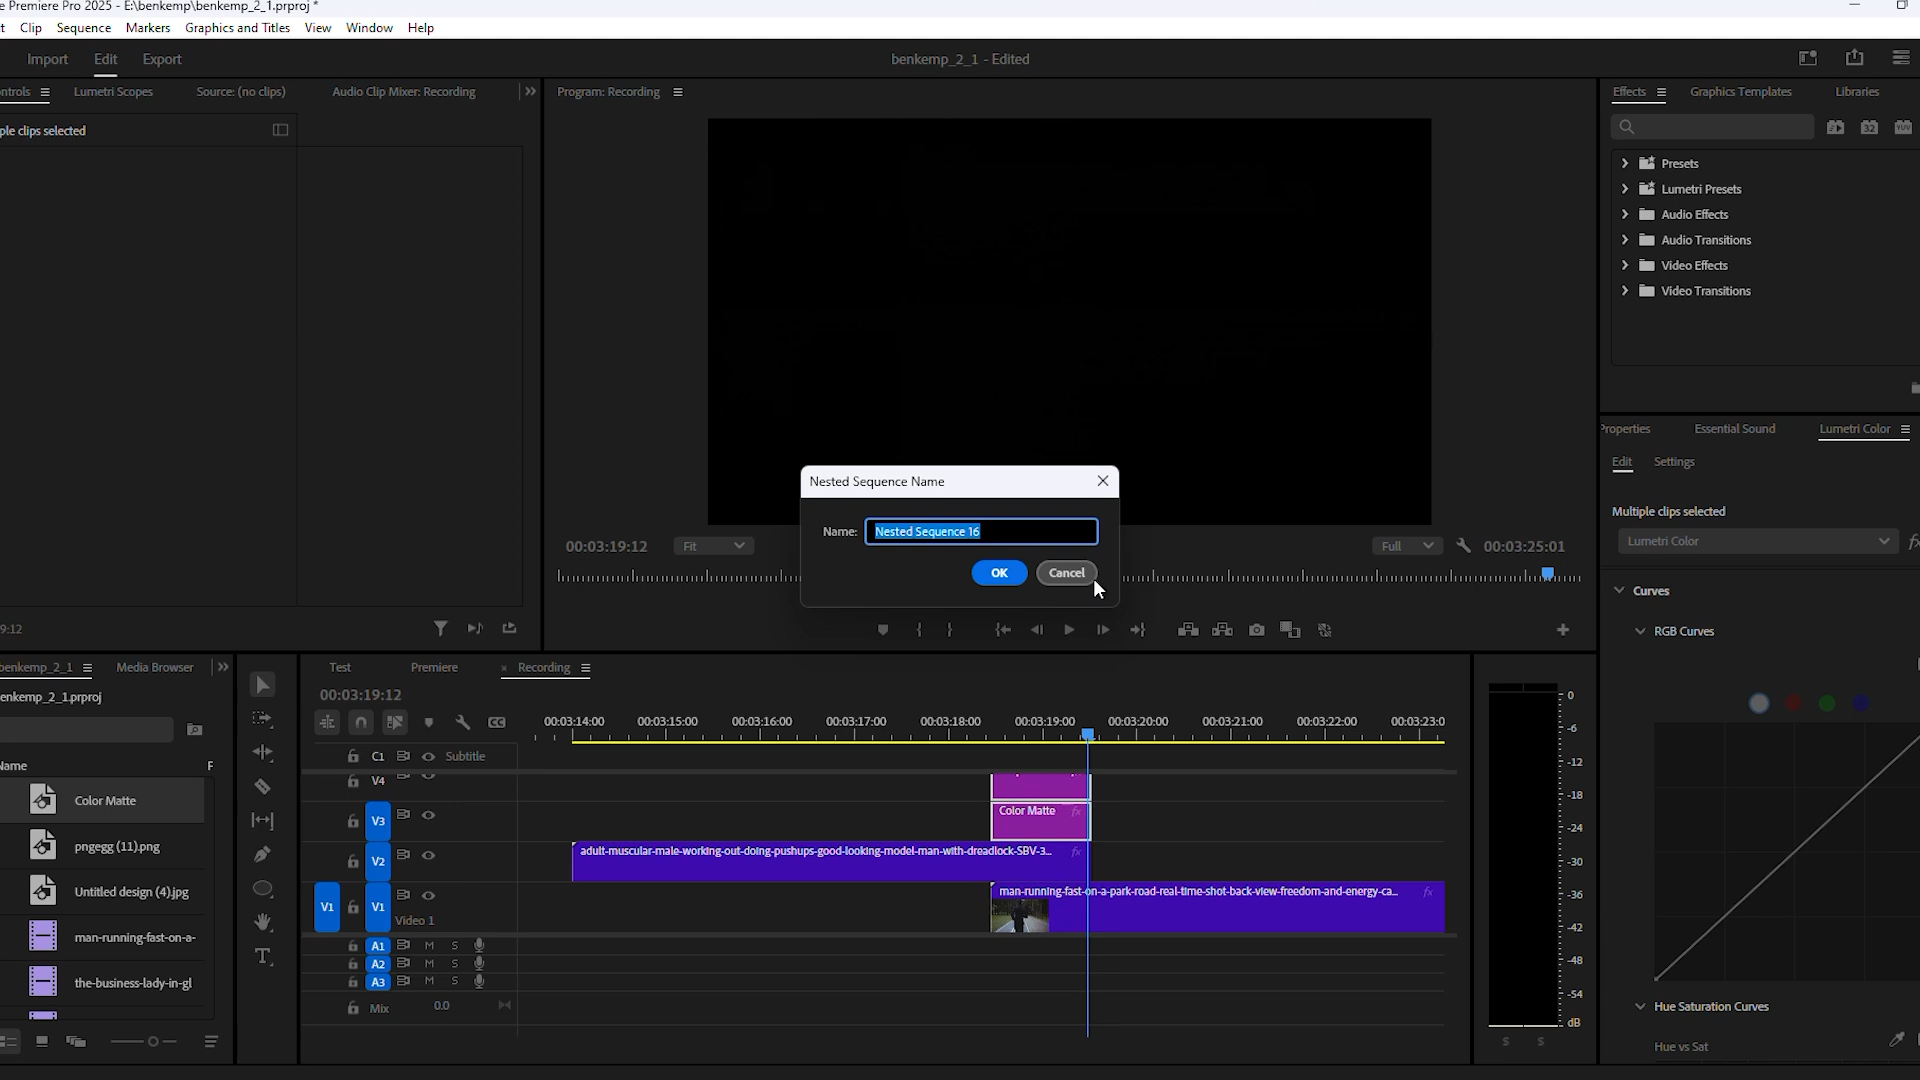 e Premiere Pro 2025 - E:\benkemp\benkemp_2_1.prproj *
t Clip Sequence Markers Graphics and Titles View Window Help
Import Edit Export
benkemp_2_1 - Edited
ontrols Lumetri Scopes Source: (no clips) Audio Clip Mixer: Recording
Program: Recording
Effects Graphics Templates Libraries
ple clips selected
32 YUV
Presets
Lumetri Presets
Audio Effects
Audio Transitions
Video Effects
Video Transitions
Properties Essential Sound Lumetri Color
Edit Settings
Multiple clips selected
Lumetri Color fx
Curves
RGB Curves
Hue Saturation Curves
Hue vs Sat
Nested Sequence Name
Name: Nested Sequence 16
OK Cancel
00:03:19:12 Fit Full 00:03:25:01
9:12
benkemp_2_1 Media Browser
enkemp_2_1.prproj
Name F
Color Matte
pngegg (11).png
Untitled design (4).jpg
man-running-fast-on-a-
the-business-lady-in-gl
Test Premiere × Recording
00:03:19:12
CC
00:03:14:00 00:03:15:00 00:03:16:00 00:03:17:00 00:03:18:00 00:03:19:00 00:03:20:00 00:03:21:00 00:03:22:00 00:03:23:0
C1 Subtitle
V4
V3 Color Matte fx
V2 adult-muscular-male-working-out-doing-pushups-good-looking-model-man-with-dreadlock-SBV-3... fx
V1 V1 Video 1 man-running-fast-on-a-park-road-real-time-shot-back-view-freedom-and-energy-ca... fx
A1 M S
A2 M S
A3 M S
Mix 0.0
0
-6
-12
-18
-24
-30
-36
-42
-48
-54
dB
S S